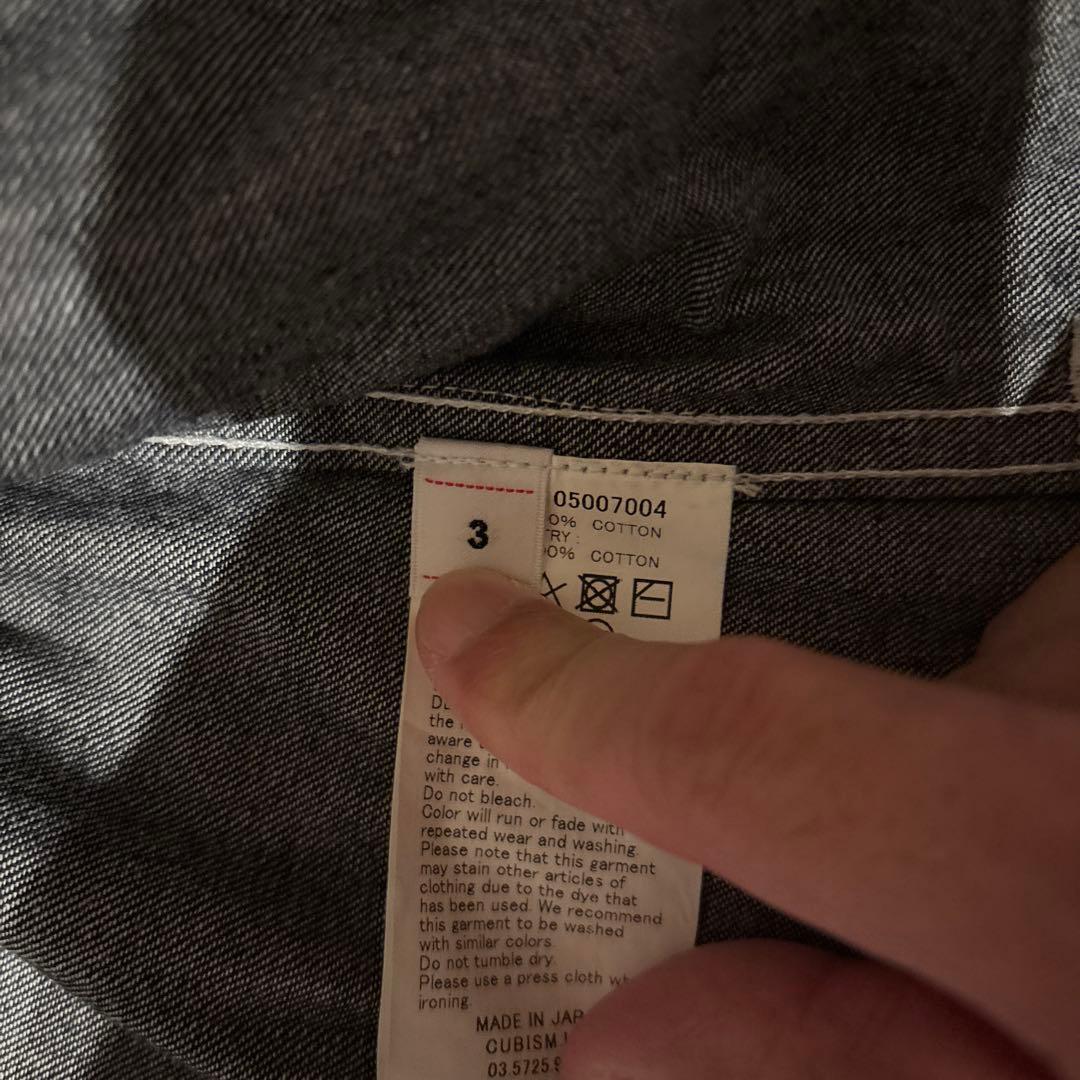 3
05007004
0% COTTON
TRY :
0% COTTON
the
aware
change in
with care.
Do not bleach.
Color will run or fade with
repeated wear and washing.
Please note that this garment
may stain other articles of
clothing due to the dye that
has been used. We recommend
this garment to be washed
with similar colors.
Do not tumble dry.
Please use a press cloth
ironing.
MADE IN JAP
CUBISM
03.5725.9